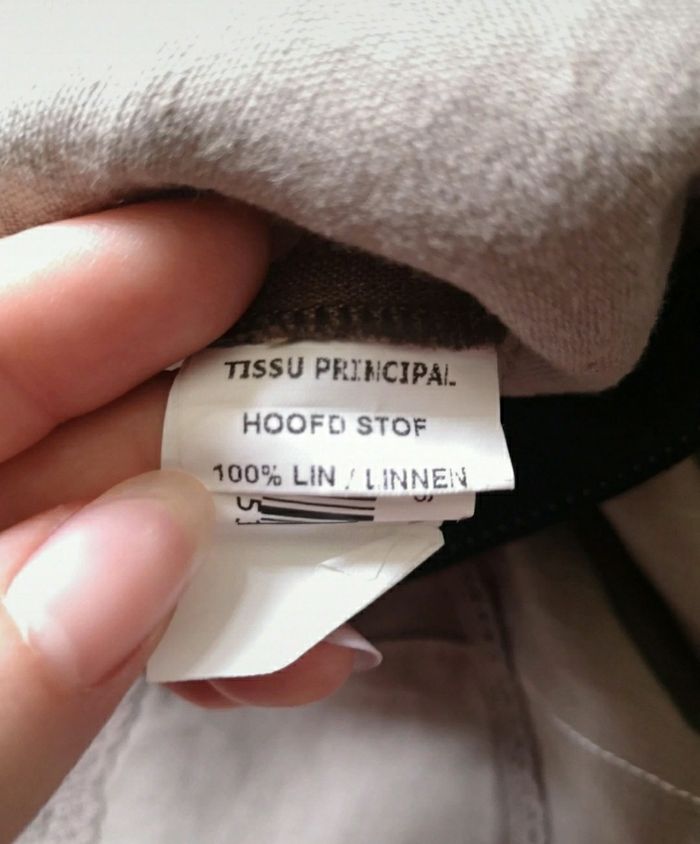 TISSU PRINCIPAL
HOOFD STOF
100% LIN / LINNEN